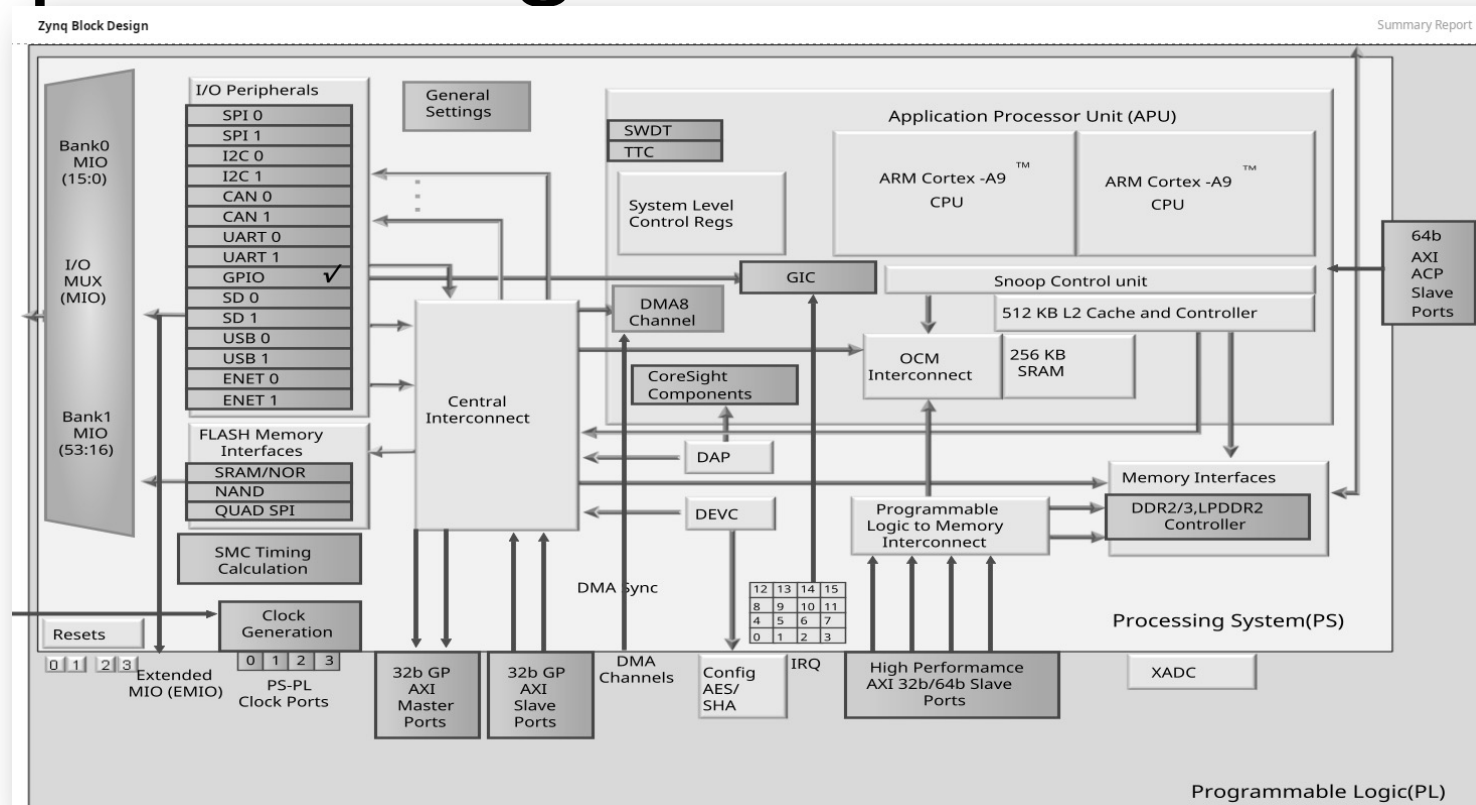 Zynq Block Design
Summary Report
I/O Peripherals
SPI 0
SPI 1
I2C 0
I2C 1
CAN 0
CAN 1
UART 0
UART 1
GPIO ✓
SD 0
SD 1
USB 0
USB 1
ENET 0
ENET 1
Bank0
MIO
(15:0)
I/O
MUX
(MIO)
Bank1
MIO
(53:16)
FLASH Memory
Interfaces
SRAM/NOR
NAND
QUAD SPI
SMC Timing
Calculation
General
Settings
Application Processor Unit (APU)
SWDT
TTC
System Level
Control Regs
ARM Cortex -A9 ™
CPU
ARM Cortex -A9 ™
CPU
GIC
Snoop Control unit
DMA8
Channel
512 KB L2 Cache and Controller
OCM
Interconnect
256 KB
SRAM
CoreSight
Components
Central
Interconnect
DAP
DEVC
Memory Interfaces
DDR2/3,LPDDR2
Controller
Programmable
Logic to Memory
Interconnect
64b
AXI
ACP
Slave
Ports
DMA Sync
12 13 14 15
8 9 10 11
4 5 6 7
0 1 2 3
Processing System(PS)
Clock
Generation
Resets
0 1 2 3
0 1 2 3
Extended
MIO (EMIO)
PS-PL
Clock Ports
32b GP
AXI
Master
Ports
32b GP
AXI
Slave
Ports
DMA
Channels
Config
AES/
SHA
IRQ
High Performamce
AXI 32b/64b Slave
Ports
XADC
Programmable Logic(PL)